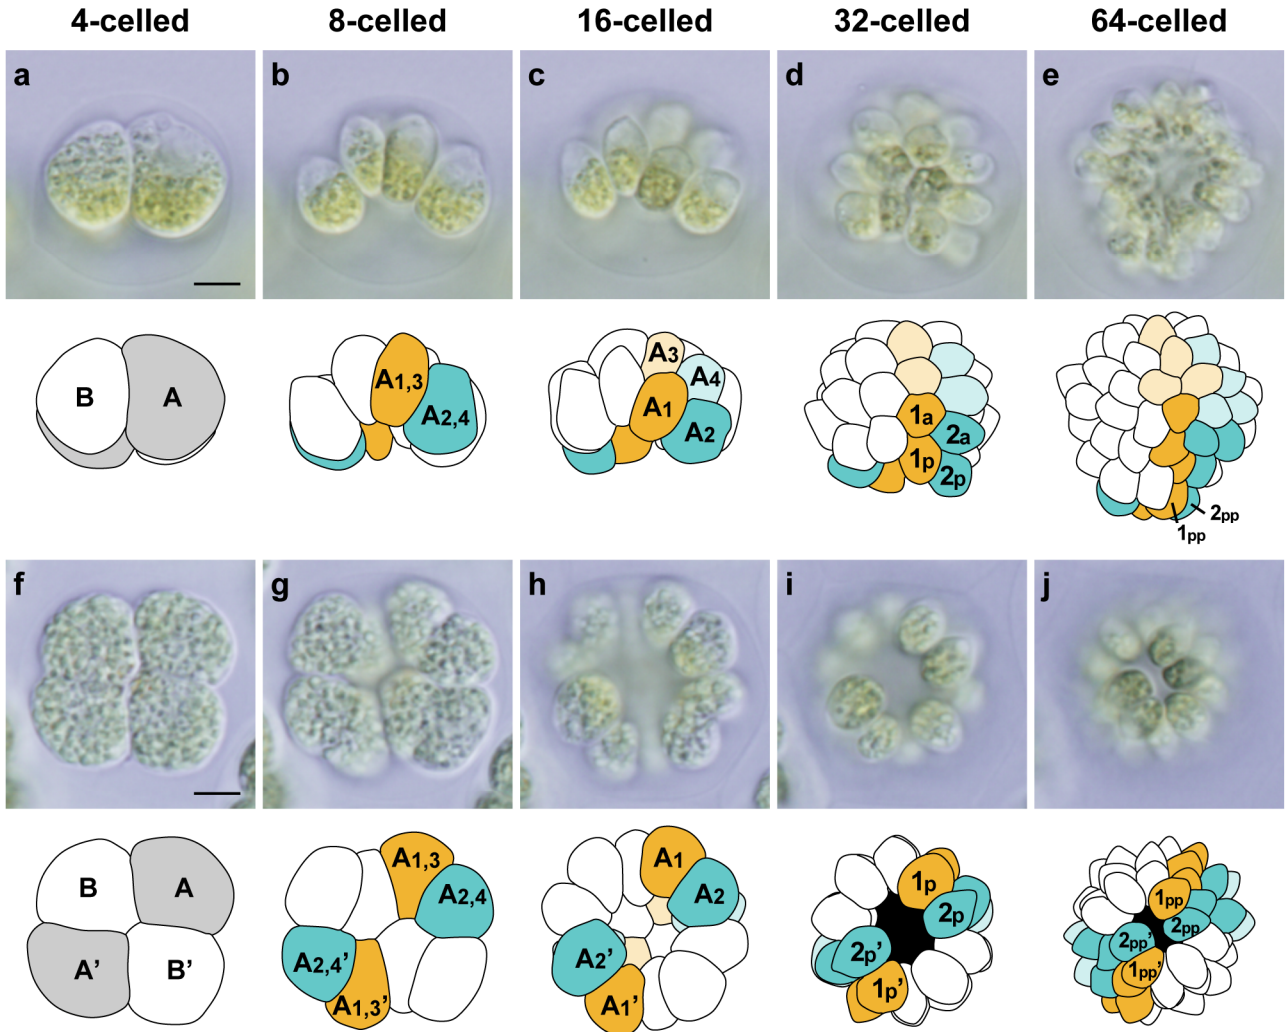 4-celled 8-celled 16-celled 32-celled 64-celled
a b c d e
B A A1,3 A2,4 A3 A4 A1 A2 1a 2a 1p 2p 2pp 1pp
f g h i j
B A A' B' A1,3 A2,4 A2,4' A1,3' A1 A2 A2' A1' 1p 2p 2p' 1p' 1pp 2pp 2pp' 1pp'